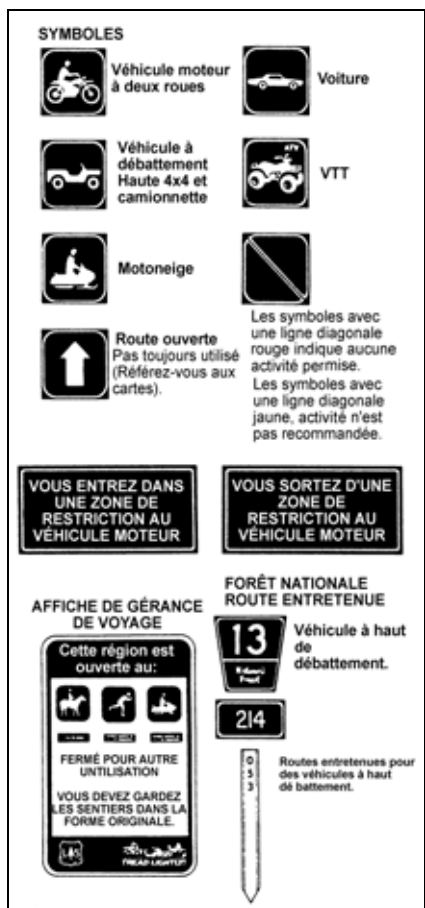 SYMBOLES
Véhicule moteur
à deux roues
Voiture
Véhicule à
débattement
Haute 4x4 et
camionnette
ATV
VTT
Motoneige
Les symboles avec
une ligne diagonale
rouge indique aucune
activité permise.
Les symboles avec
une ligne diagonale
jaune, activité n'est
pas recommandée.
Route ouverte
Pas toujours utilisé
(Référez-vous aux
cartes).
VOUS ENTREZ DANS
UNE ZONE DE
RESTRICTION AU
VÉHICULE MOTEUR
VOUS SORTEZ D'UNE
ZONE DE
RESTRICTION AU
VÉHICULE MOTEUR
AFFICHE DE GÉRANCE
DE VOYAGE
Cette région est
ouverte au:
FERMÉ POUR AUTRE
UNTILISATION
VOUS DEVEZ GARDEZ
LES SENTIERS DANS LA
FORME ORIGINALE.
TREAD LIGHTLY!
FORÊT NATIONALE
ROUTE ENTRETENUE
13
Véhicule à haut
de
débattement.
214
053
Routes entretenues pour
des véhicules à haut
dé battement.